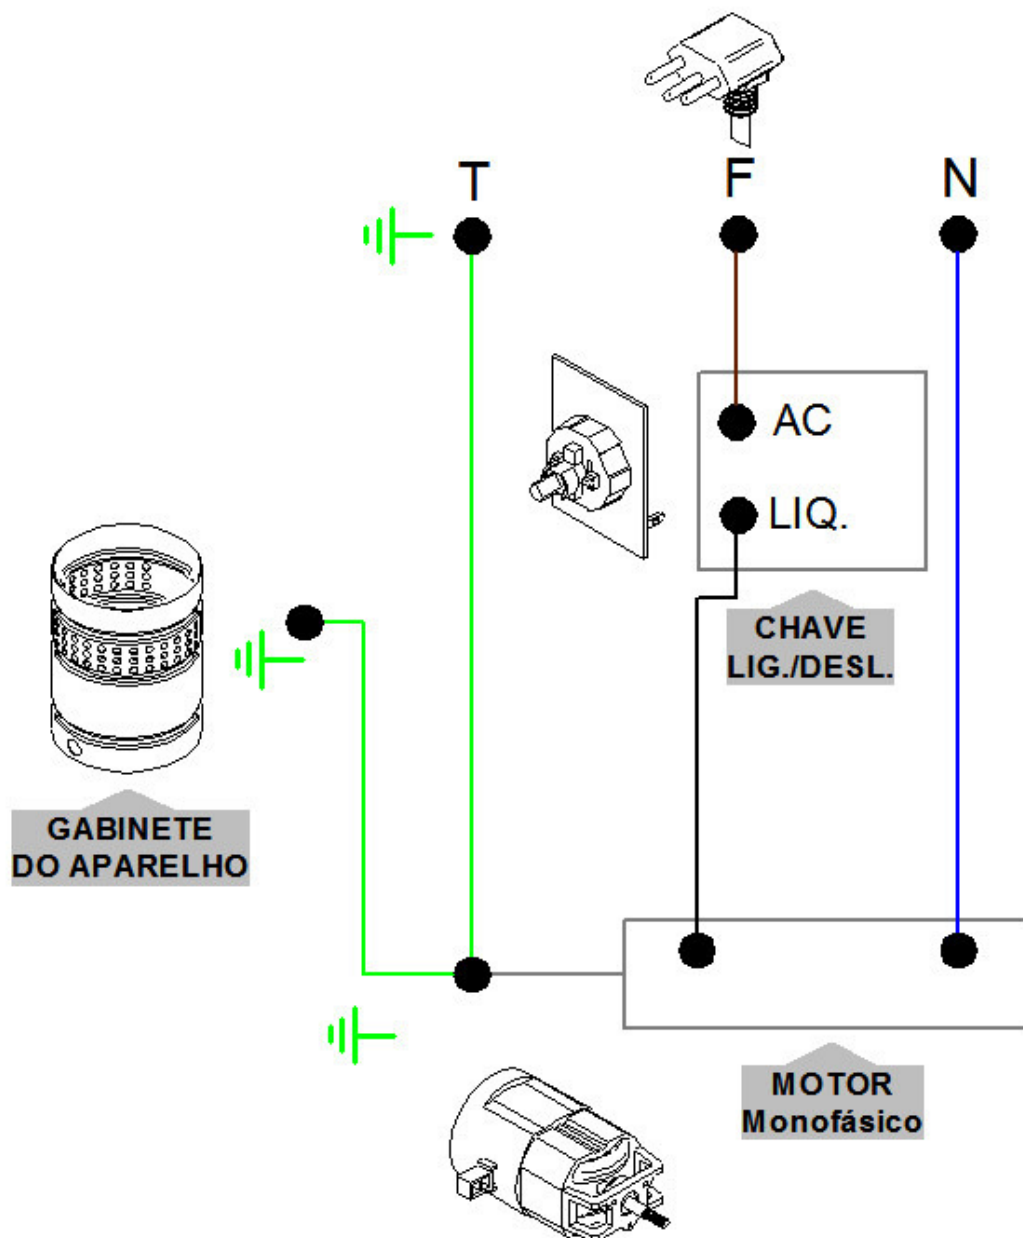 T
F
N
AC
LIQ.
CHAVE
LIG./DESL.
GABINETE
DO APARELHO
MOTOR
Monofásico